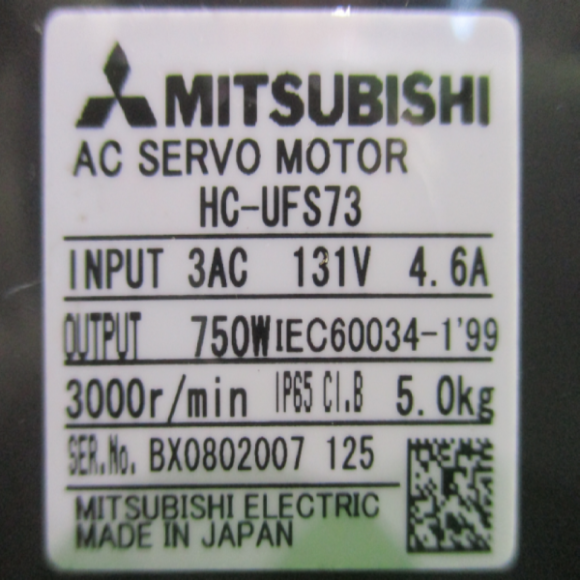 MITSUBISHI
AC SERVO MOTOR
HC-UFS73
INPUT 3AC 131V 4.6A
OUTPUT 750W IEC60034-1'99
3000r/min IP65 CI.B 5.0kg
SER.No. BX0802007 125
MITSUBISHI ELECTRIC
MADE IN JAPAN